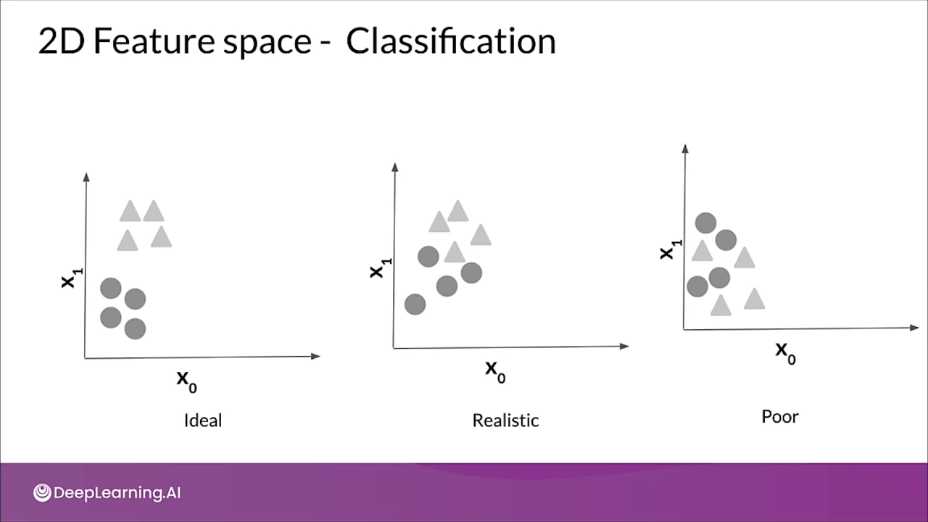 2D Feature space - Classification
X1
X0
Ideal
X1
X0
Realistic
X1
X0
Poor
DeepLearning.AI